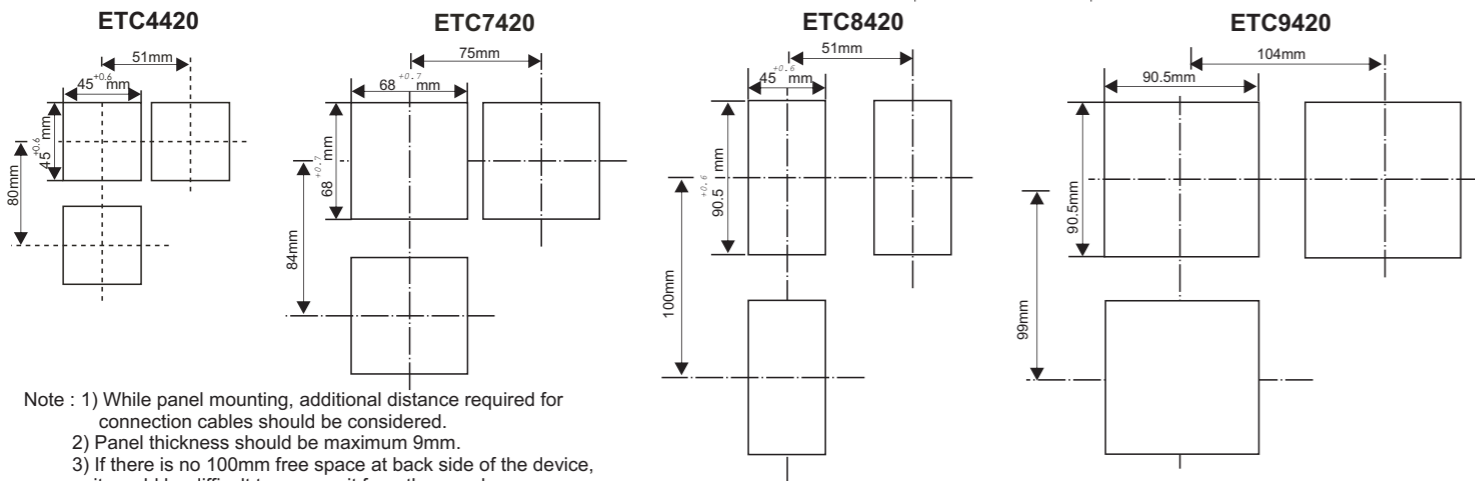 ETC4420
ETC7420
ETC8420
ETC9420
51mm
45+0.6 mm
45+0.6 mm
80mm
75mm
68+0.7 mm
68+0.7 mm
84mm
51mm
45+0.6 mm
90.5+0.6 mm
100mm
104mm
90.5mm
90.5mm
99mm
Note : 1) While panel mounting, additional distance required for
connection cables should be considered.
2) Panel thickness should be maximum 9mm.
3) If there is no 100mm free space at back side of the device,